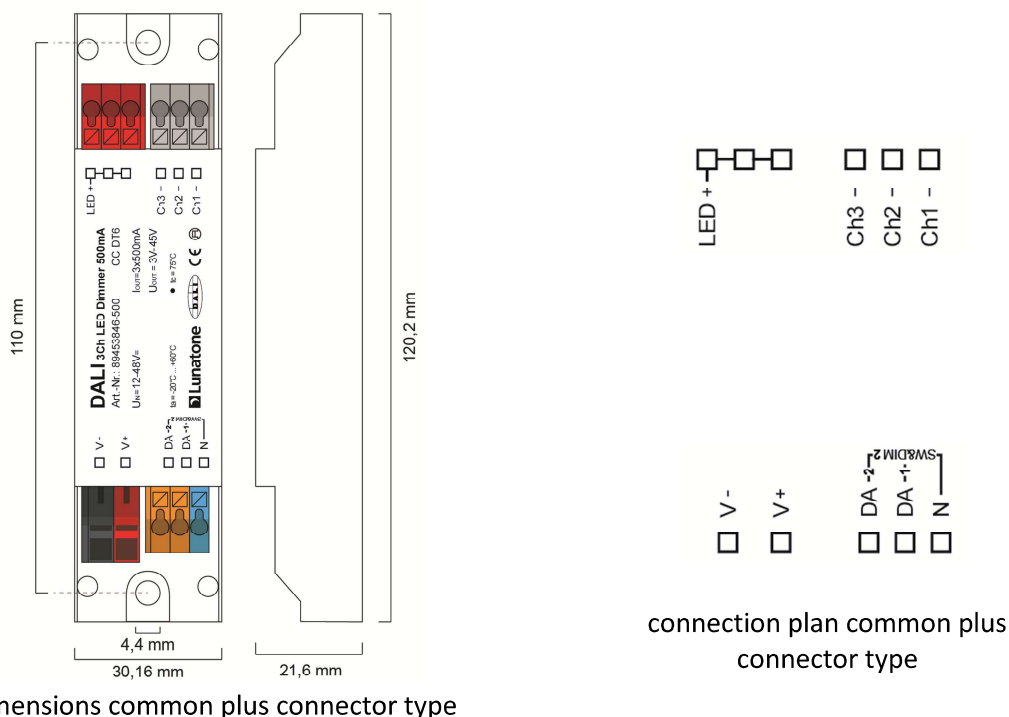 LED +
Ch3 -
Ch2 -
Ch1 -
DALI 3Ch LED Dimmer 500mA
Art.-Nr.: 89453846-500 CC DT6
IOUT=3x500mA
UN=12-48V= UOUT = 3V-45V
ta= -20°C ... +60°C • tc = 75°C
Lunatone DALI CE
V -
V+
DA -2-
DA -1-
N
SW&DIM 2
110 mm
120,2 mm
4,4 mm
30,16 mm
21,6 mm
mensions common plus connector type
LED +
Ch3 -
Ch2 -
Ch1 -
V -
V+
DA -2-
DA -1-
N
SW&DIM 2
connection plan common plus
connector type